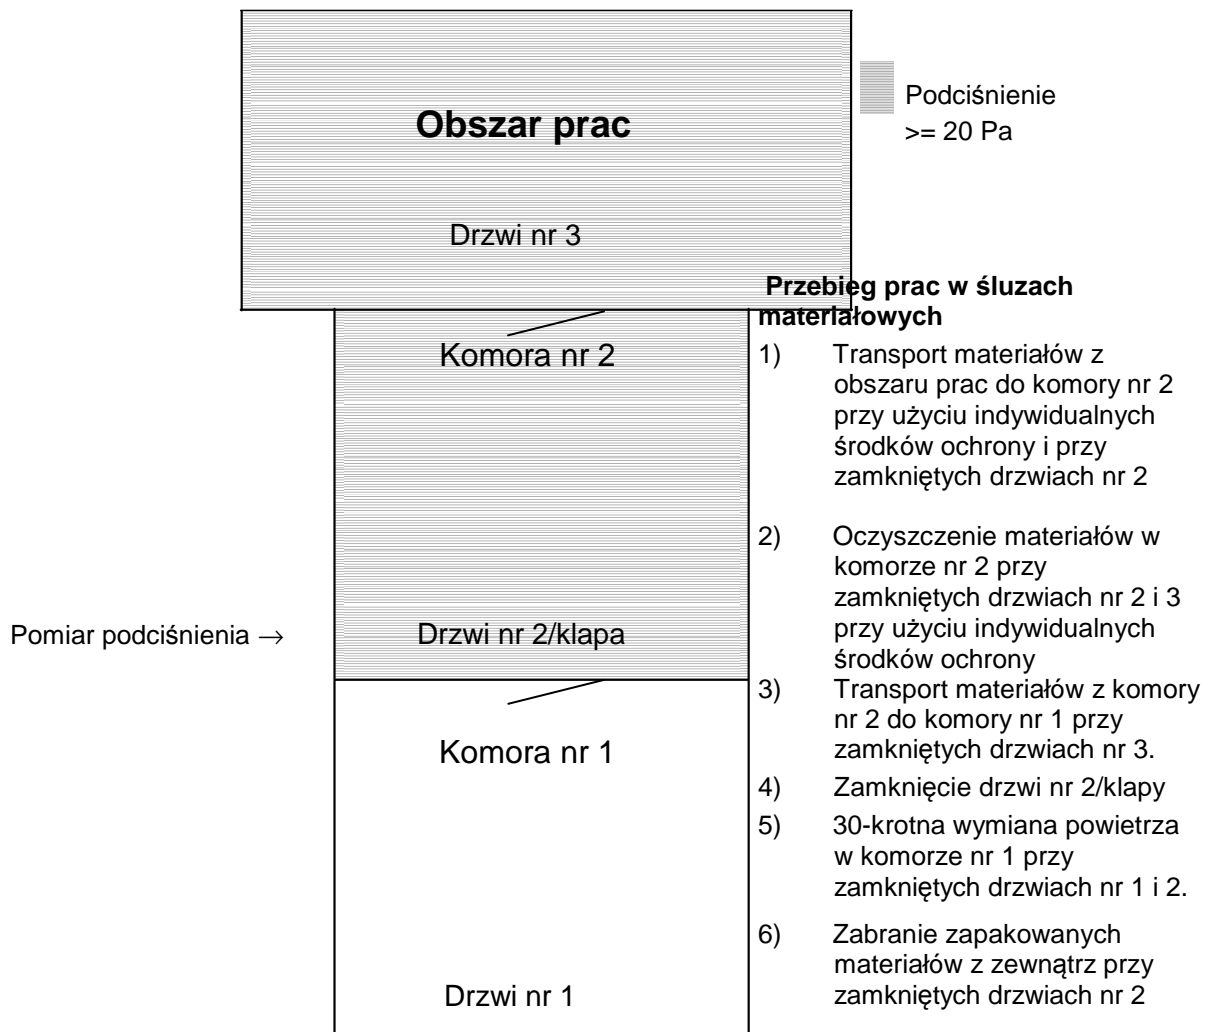 Obszar prac
Podciśnienie
>= 20 Pa
Drzwi nr 3
Komora nr 2
Pomiar podciśnienia →
Drzwi nr 2/klapa
Komora nr 1
Drzwi nr 1
Przebieg prac w śluzach
materiałowych
1) Transport materiałów z
obszaru prac do komory nr 2
przy użyciu indywidualnych
środków ochrony i przy
zamkniętych drzwiach nr 2
2) Oczyszczenie materiałów w
komorze nr 2 przy
zamkniętych drzwiach nr 2 i 3
przy użyciu indywidualnych
środków ochrony
3) Transport materiałów z komory
nr 2 do komory nr 1 przy
zamkniętych drzwiach nr 3.
4) Zamknięcie drzwi nr 2/klapy
5) 30-krotna wymiana powietrza
w komorze nr 1 przy
zamkniętych drzwiach nr 1 i 2.
6) Zabranie zapakowanych
materiałów z zewnątrz przy
zamkniętych drzwiach nr 2